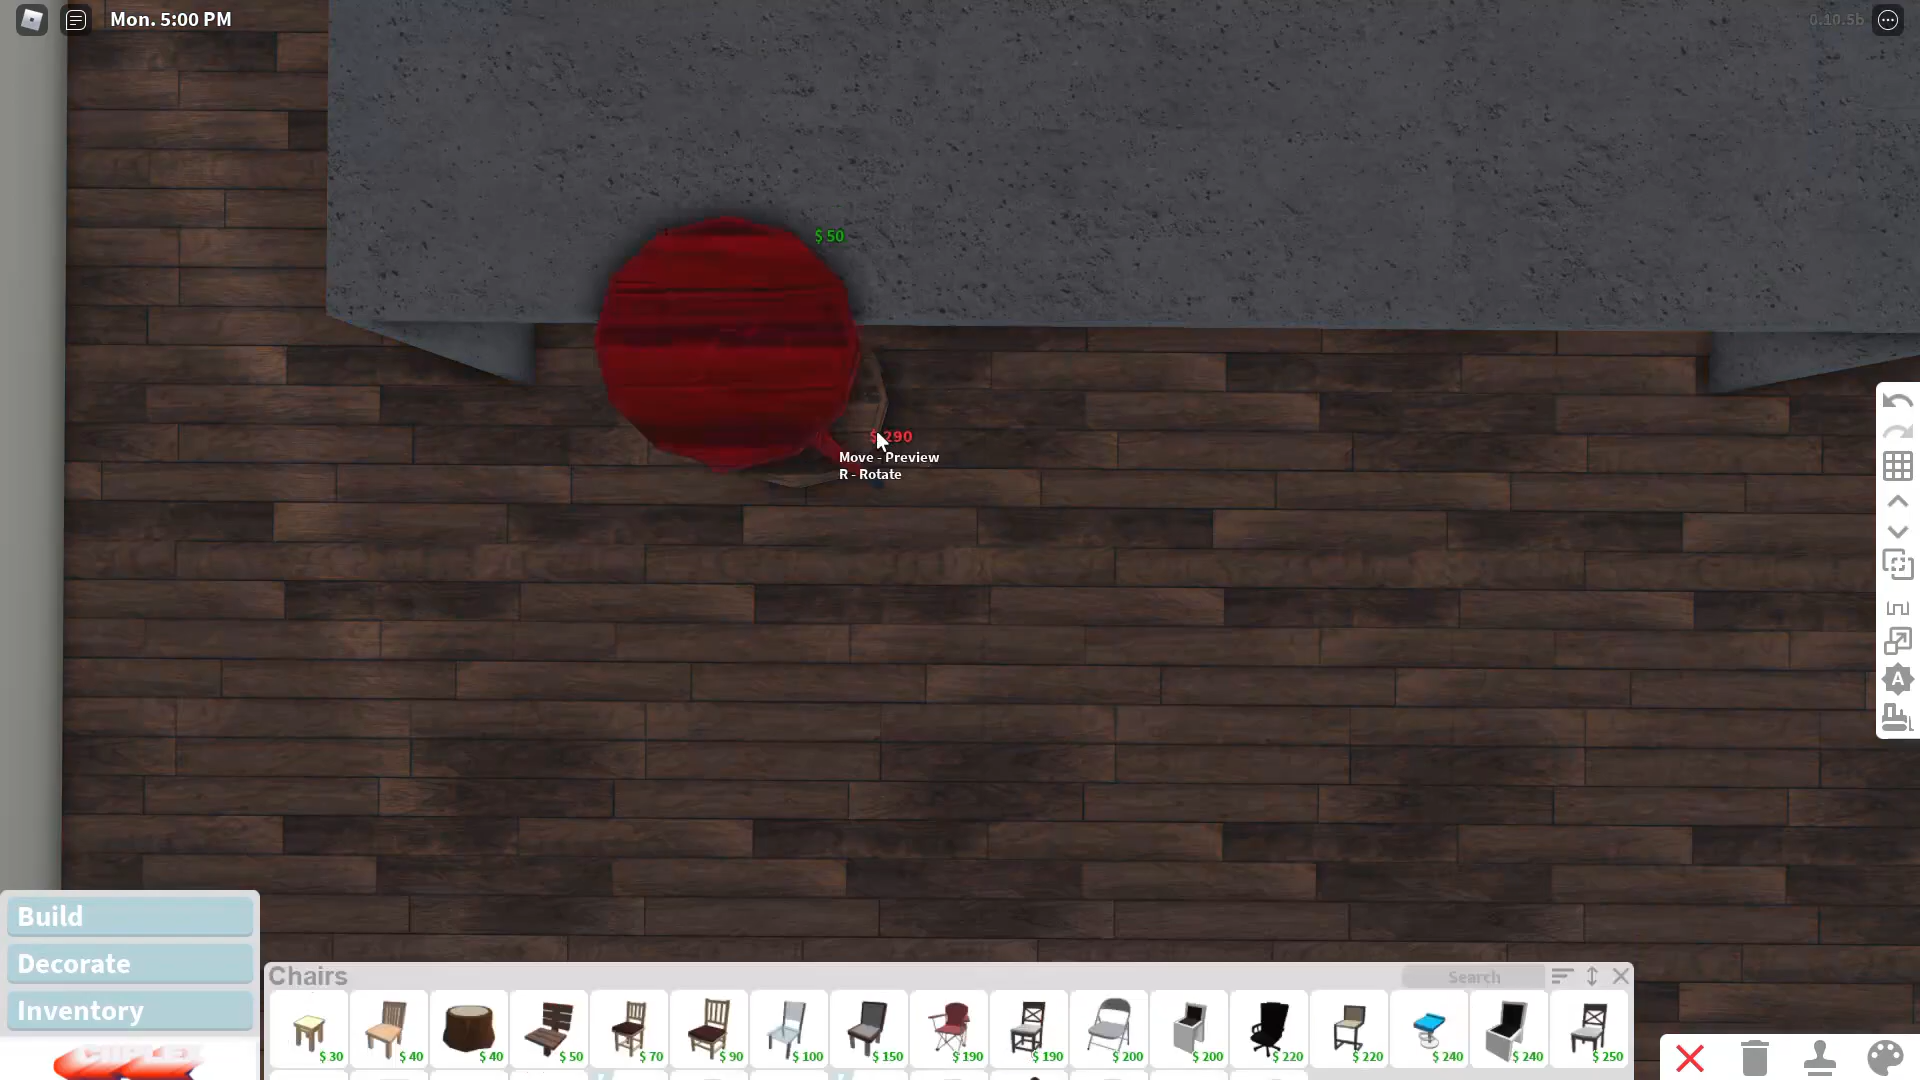 Mon. 5:00 PM
0.10.5b
$ 50
$ 290
Move - Preview
R - Rotate
A
Build
Decorate
Inventory
Chairs
Search
$ 30
$ 40
$ 40
$ 50
$ 70
$ 90
$ 100
$ 150
$ 190
$ 190
$ 200
$ 200
$ 220
$ 220
$ 240
$ 240
$ 250